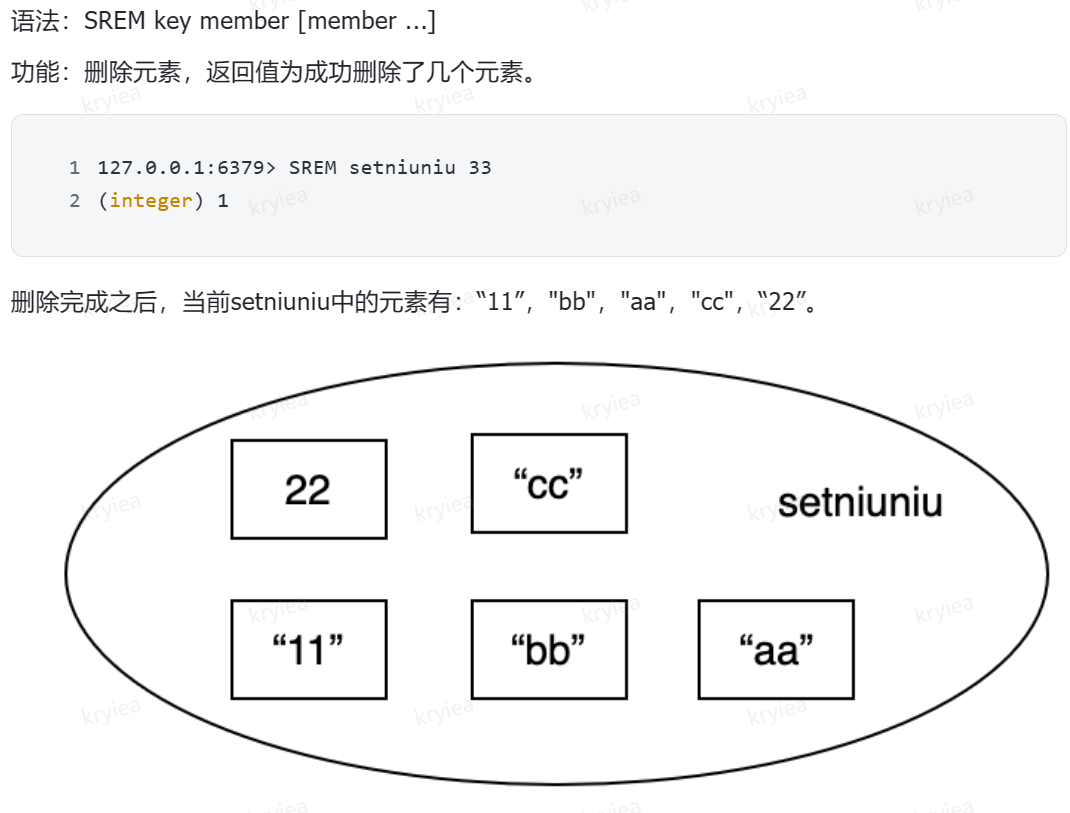 语法：SREM key member [member ...]
功能：删除元素，返回值为成功删除了几个元素。
1 127.0.0.1:6379> SREM setniuniu 33
2 (integer) 1
删除完成之后，当前setniuniu中的元素有：“11”，"bb"，"aa"，"cc"，“22”。
22 “cc” setniuniu
“11” “bb” “aa”
kryiea